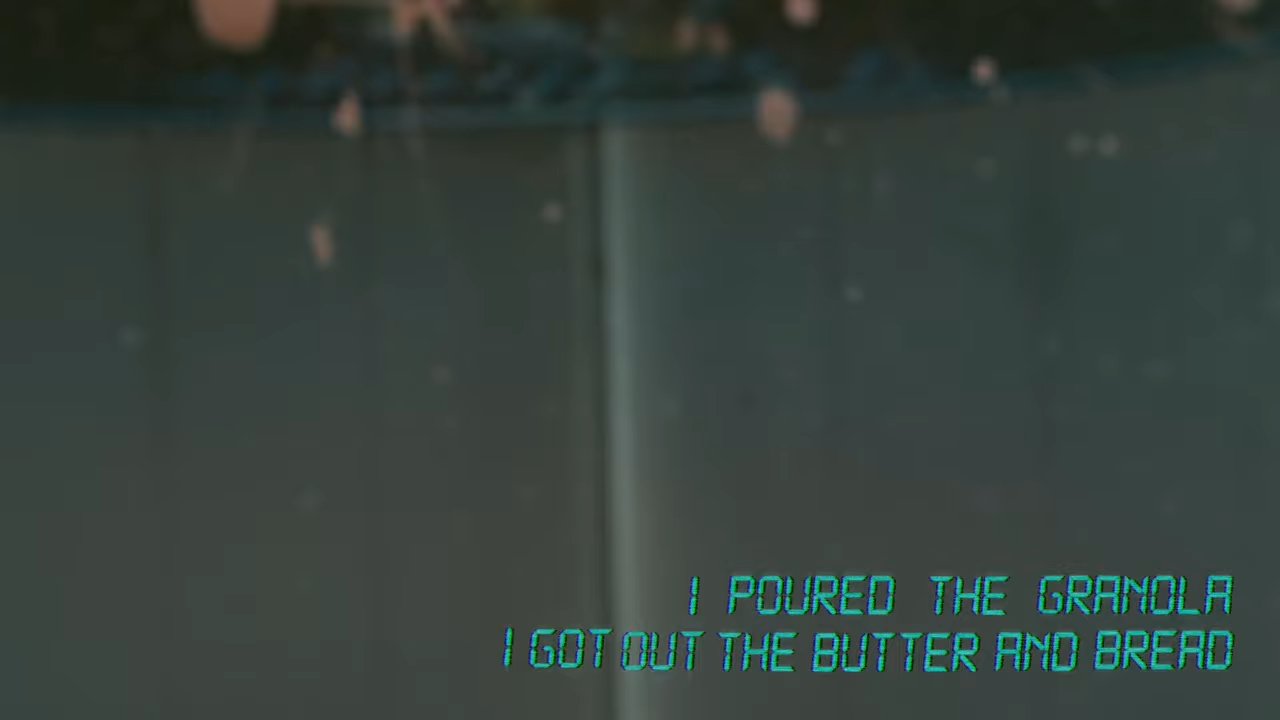 I POURED THE GRANOLA
I GOT OUT THE BUTTER AND BREAD